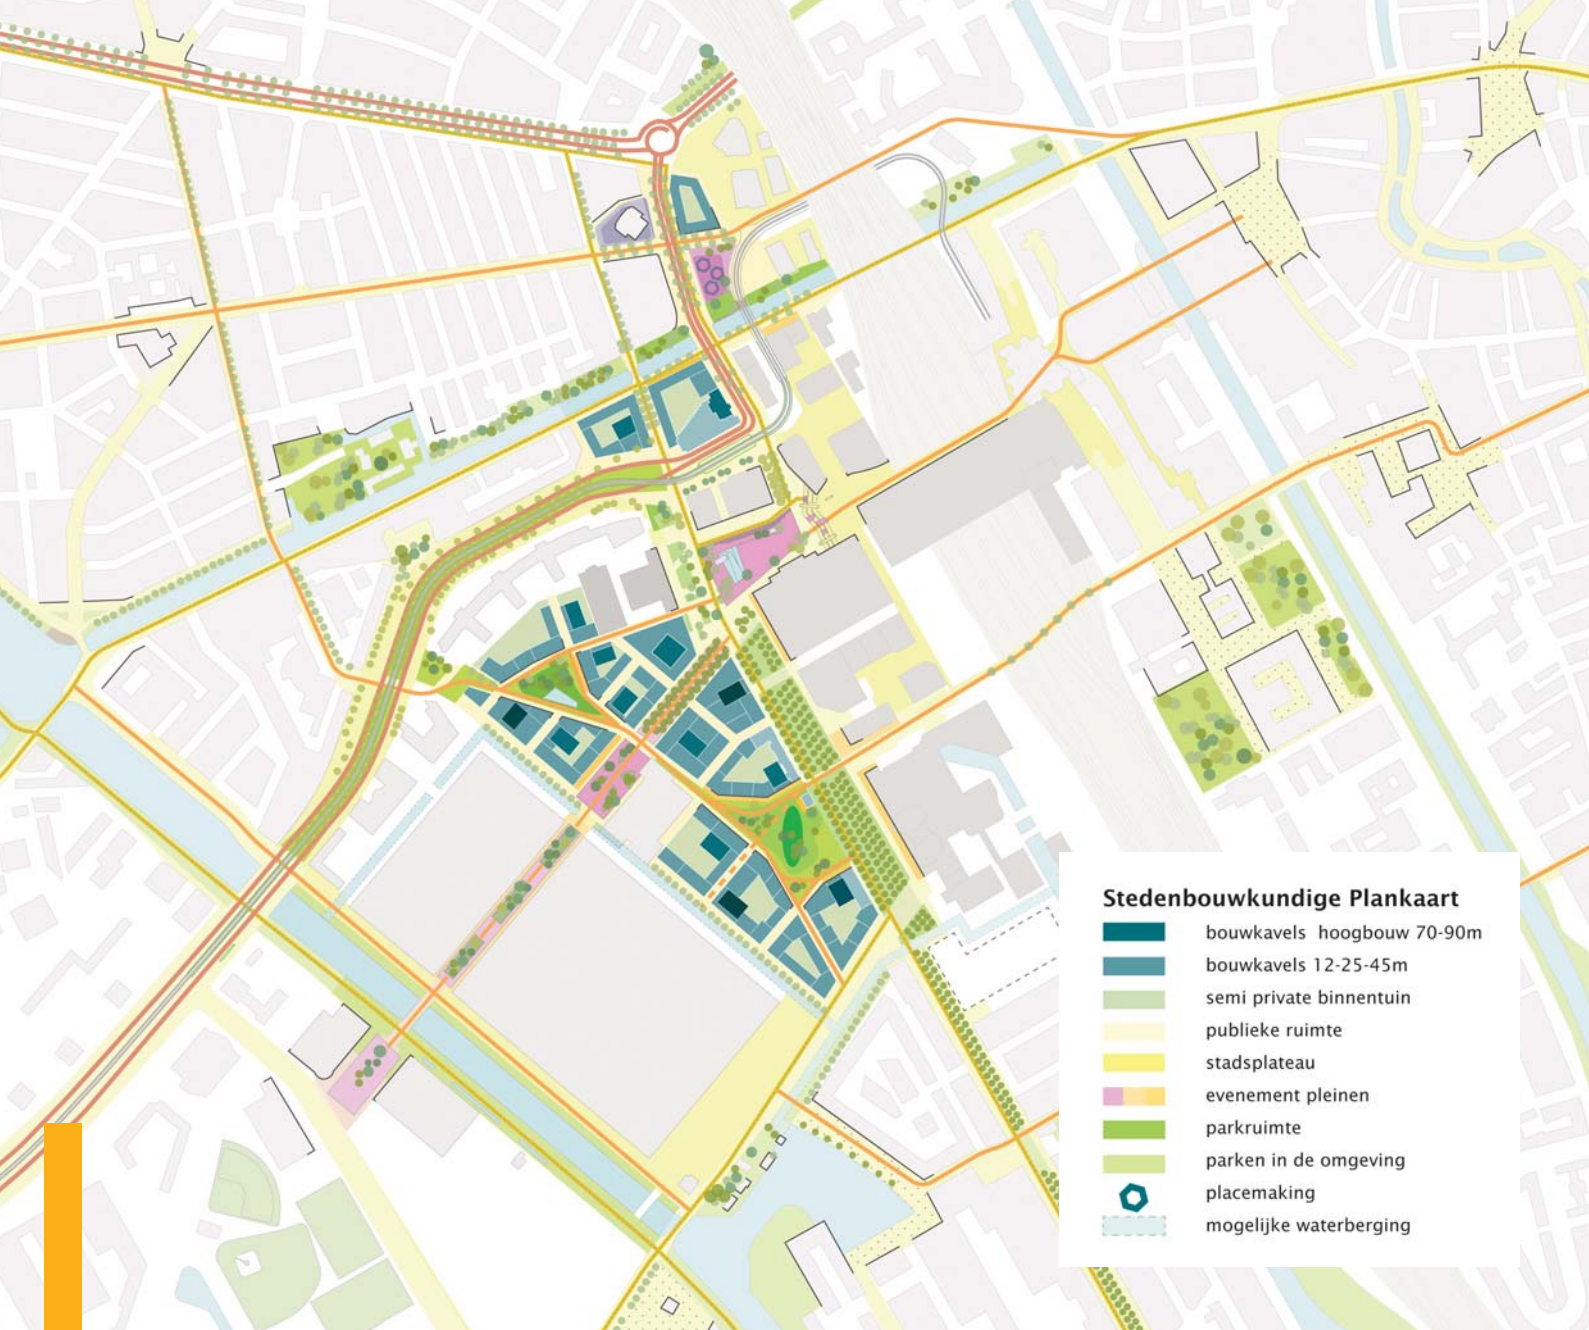 Stedenbouwkundige Plankaart
bouwkavels hoogbouw 70-90m
bouwkavels 12-25-45m
semi private binnentuin
publieke ruimte
stadsplateau
evenement pleinen
parkruimte
parken in de omgeving
placemaking
mogelijke waterberging